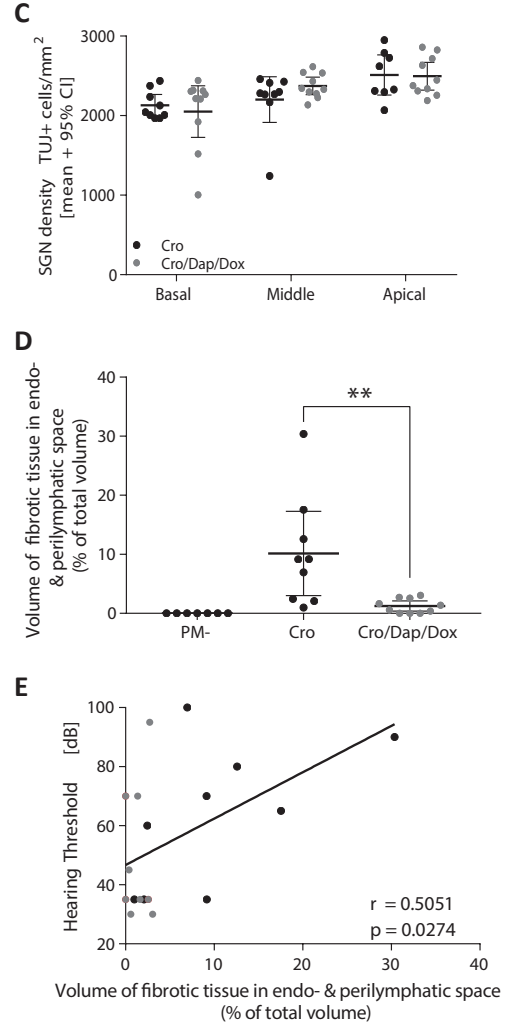 C
SGN density TUJ+ cells/mm²
[mean + 95% CI]
3000
2000
1000
0
Cro
Cro/Dap/Dox
Basal Middle Apical
D
Volume of fibrotic tissue in endo-
& perilymphatic space
(% of total volume)
40
30
20
10
0
**
PM- Cro Cro/Dap/Dox
E
Hearing Threshold [dB]
100
80
60
40
20
r = 0.5051
p = 0.0274
0 10 20 30 40
Volume of fibrotic tissue in endo- & perilymphatic space
(% of total volume)